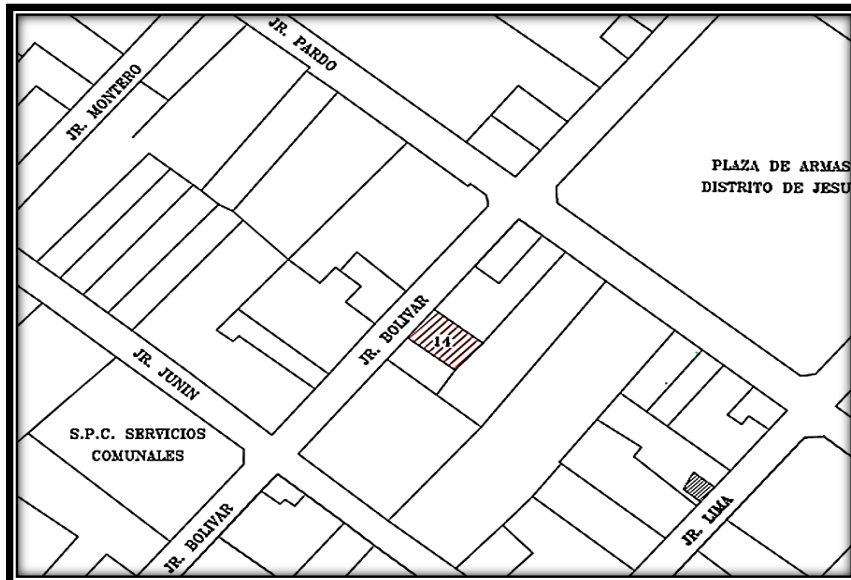 JR. PARDO
JR. MONTERO
PLAZA DE ARMAS
DISTRITO DE JESU
JR. BOLIVAR
14
JR. JUNIN
S.P.C. SERVICIOS
COMUNALES
JR. BOLIVAR
JR. LIMA